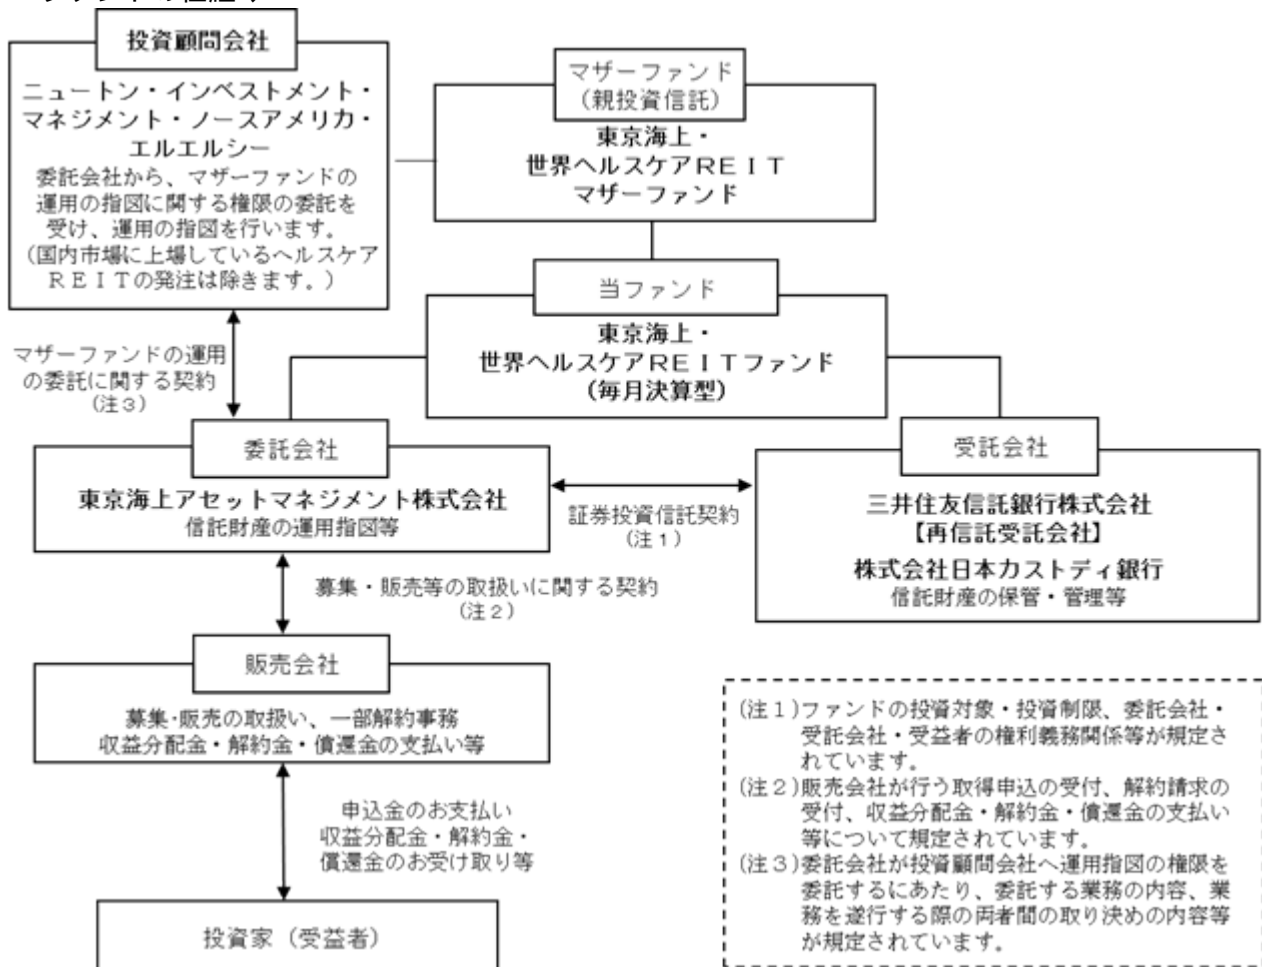 投資顧問会社
ニュートン・インベストメント・
マネジメント・ノースアメリカ・
エルエルシー
委託会社から、マザーファンドの
運用の指図に関する権限の委託を
受け、運用の指図を行います。
(国内市場に上場しているヘルスケア
ＲＥＩＴの発注は除きます。)
マザーファンド
(親投資信託)
東京海上・
世界ヘルスケアＲＥＩＴ
マザーファンド
当ファンド
東京海上・
世界ヘルスケアＲＥＩＴファンド
(毎月決算型)
マザーファンドの運用
の委託に関する契約
(注３)
委託会社
東京海上アセットマネジメント株式会社
信託財産の運用指図等
証券投資信託契約
(注１)
受託会社
三井住友信託銀行株式会社
【再信託受託会社】
株式会社日本カストディ銀行
信託財産の保管・管理等
募集・販売等の取扱いに関する契約
(注２)
販売会社
募集・販売の取扱い、一部解約事務
収益分配金・解約金・償還金の支払い等
申込金のお支払い
収益分配金・解約金・
償還金のお受け取り等
投資家（受益者）
(注１)ファンドの投資対象・投資制限、委託会社・
受託会社・受益者の権利義務関係等が規定さ
れています。
(注２)販売会社が行う取得申込の受付、解約請求の
受付、収益分配金・解約金・償還金の支払い
等について規定されています。
(注３)委託会社が投資顧問会社へ運用指図の権限を
委託するにあたり、委託する業務の内容、業
務を遂行する際の両者間の取り決めの内容等
が規定されています。